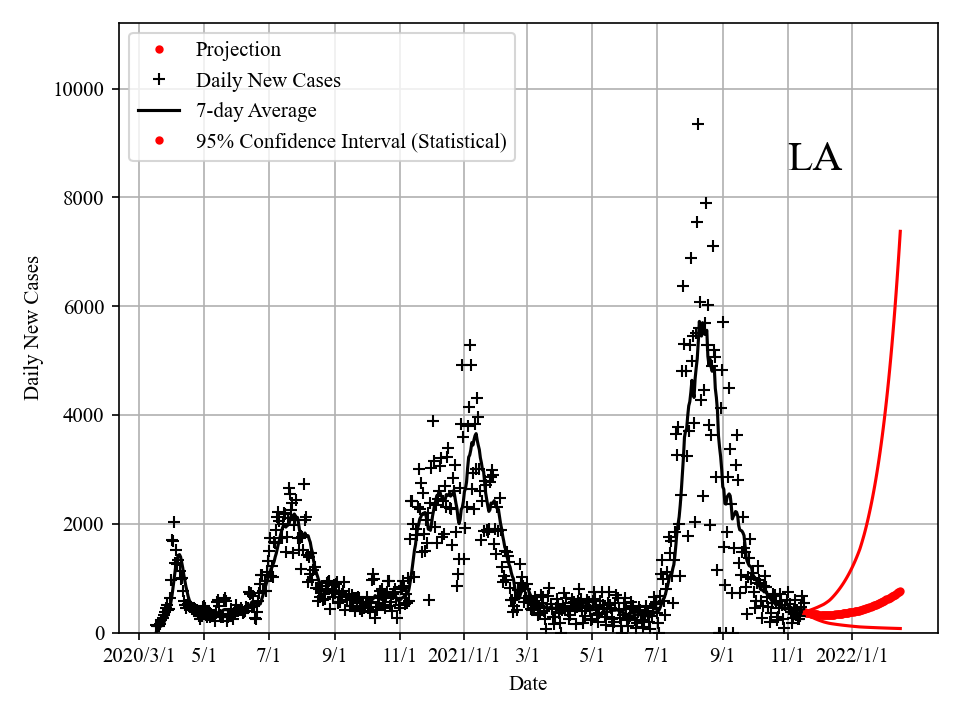 Projection
Daily New Cases
7-day Average
95% Confidence Interval (Statistical)
LA
Daily New Cases
10000
8000
6000
4000
2000
0
2020/3/1 5/1 7/1 9/1 11/1 2021/1/1 3/1 5/1 7/1 9/1 11/1 2022/1/1
Date